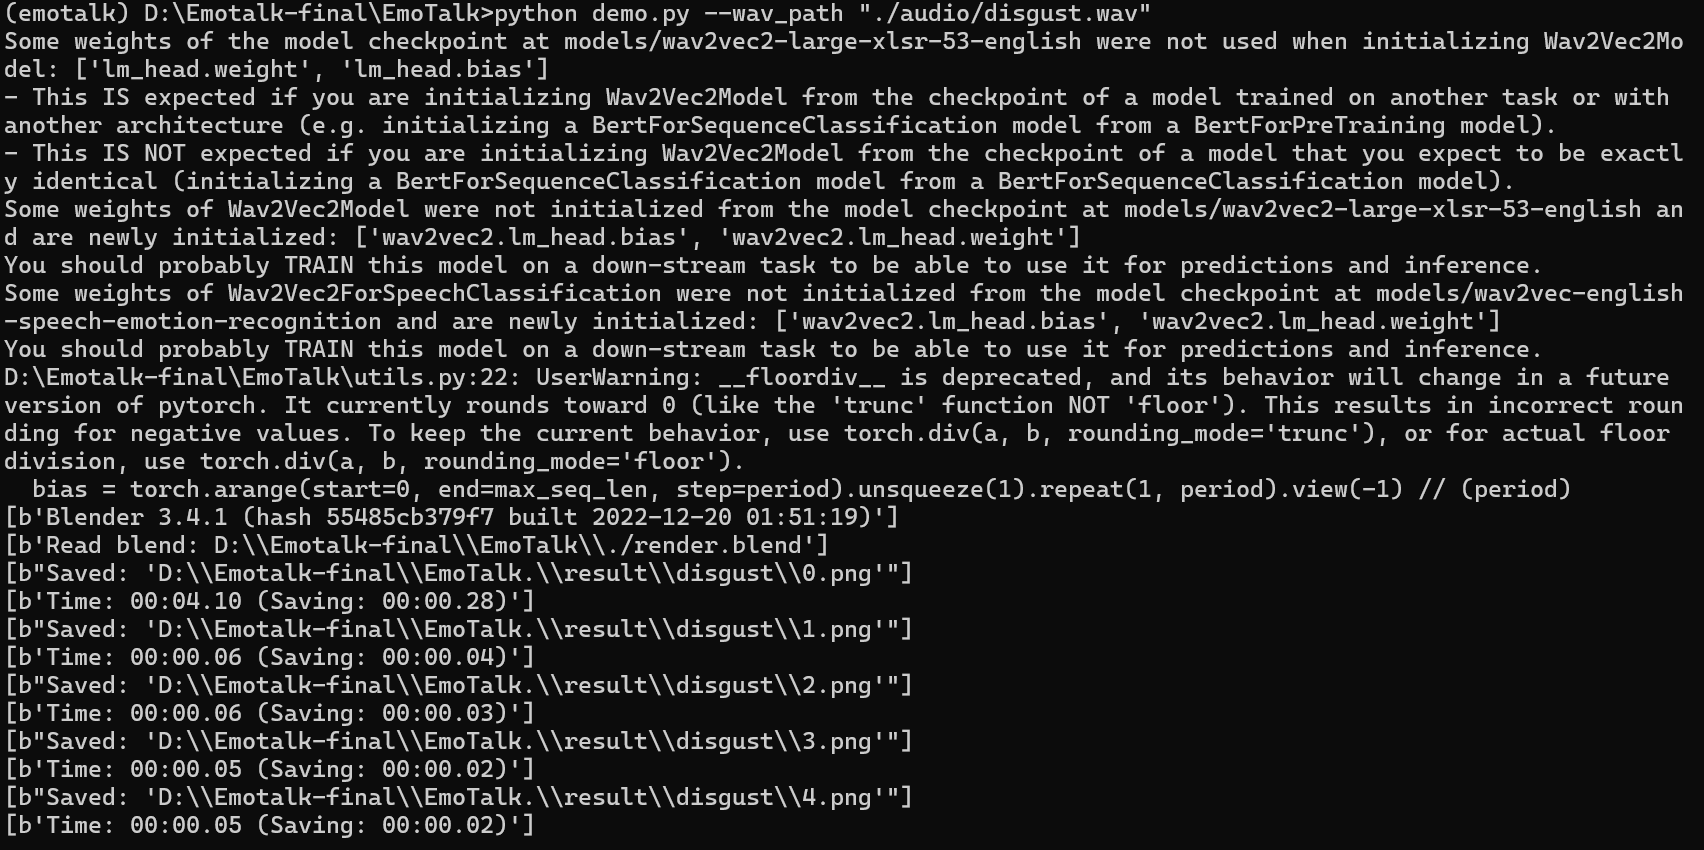 (emotalk) D:\Emotalk-final\EmoTalk>python demo.py --wav_path "./audio/disgust.wav"
Some weights of the model checkpoint at models/wav2vec2-large-xlsr-53-english were not used when initializing Wav2Vec2Mo
del: ['lm_head.weight', 'lm_head.bias']
- This IS expected if you are initializing Wav2Vec2Model from the checkpoint of a model trained on another task or with
another architecture (e.g. initializing a BertForSequenceClassification model from a BertForPreTraining model).
- This IS NOT expected if you are initializing Wav2Vec2Model from the checkpoint of a model that you expect to be exactl
y identical (initializing a BertForSequenceClassification model from a BertForSequenceClassification model).
Some weights of Wav2Vec2Model were not initialized from the model checkpoint at models/wav2vec2-large-xlsr-53-english an
d are newly initialized: ['wav2vec2.lm_head.bias', 'wav2vec2.lm_head.weight']
You should probably TRAIN this model on a down-stream task to be able to use it for predictions and inference.
Some weights of Wav2Vec2ForSpeechClassification were not initialized from the model checkpoint at models/wav2vec-english
-speech-emotion-recognition and are newly initialized: ['wav2vec2.lm_head.bias', 'wav2vec2.lm_head.weight']
You should probably TRAIN this model on a down-stream task to be able to use it for predictions and inference.
D:\Emotalk-final\EmoTalk\utils.py:22: UserWarning: __floordiv__ is deprecated, and its behavior will change in a future
version of pytorch. It currently rounds toward 0 (like the 'trunc' function NOT 'floor'). This results in incorrect roun
ding for negative values. To keep the current behavior, use torch.div(a, b, rounding_mode='trunc'), or for actual floor
division, use torch.div(a, b, rounding_mode='floor').
  bias = torch.arange(start=0, end=max_seq_len, step=period).unsqueeze(1).repeat(1, period).view(-1) // (period)
[b'Blender 3.4.1 (hash 55485cb379f7 built 2022-12-20 01:51:19)']
[b'Read blend: D:\\Emotalk-final\\EmoTalk\\./render.blend']
[b"Saved: 'D:\\Emotalk-final\\EmoTalk.\\result\\disgust\\0.png'"]
[b'Time: 00:04.10 (Saving: 00:00.28)']
[b"Saved: 'D:\\Emotalk-final\\EmoTalk.\\result\\disgust\\1.png'"]
[b'Time: 00:00.06 (Saving: 00:00.04)']
[b"Saved: 'D:\\Emotalk-final\\EmoTalk.\\result\\disgust\\2.png'"]
[b'Time: 00:00.06 (Saving: 00:00.03)']
[b"Saved: 'D:\\Emotalk-final\\EmoTalk.\\result\\disgust\\3.png'"]
[b'Time: 00:00.05 (Saving: 00:00.02)']
[b"Saved: 'D:\\Emotalk-final\\EmoTalk.\\result\\disgust\\4.png'"]
[b'Time: 00:00.05 (Saving: 00:00.02)']